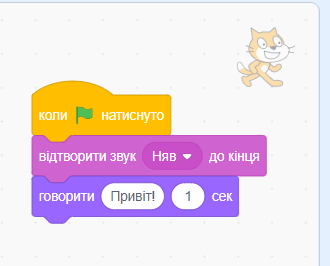 коли натиснуто
відтворити звук Няв до кінця
говорити Привіт! 1 сек